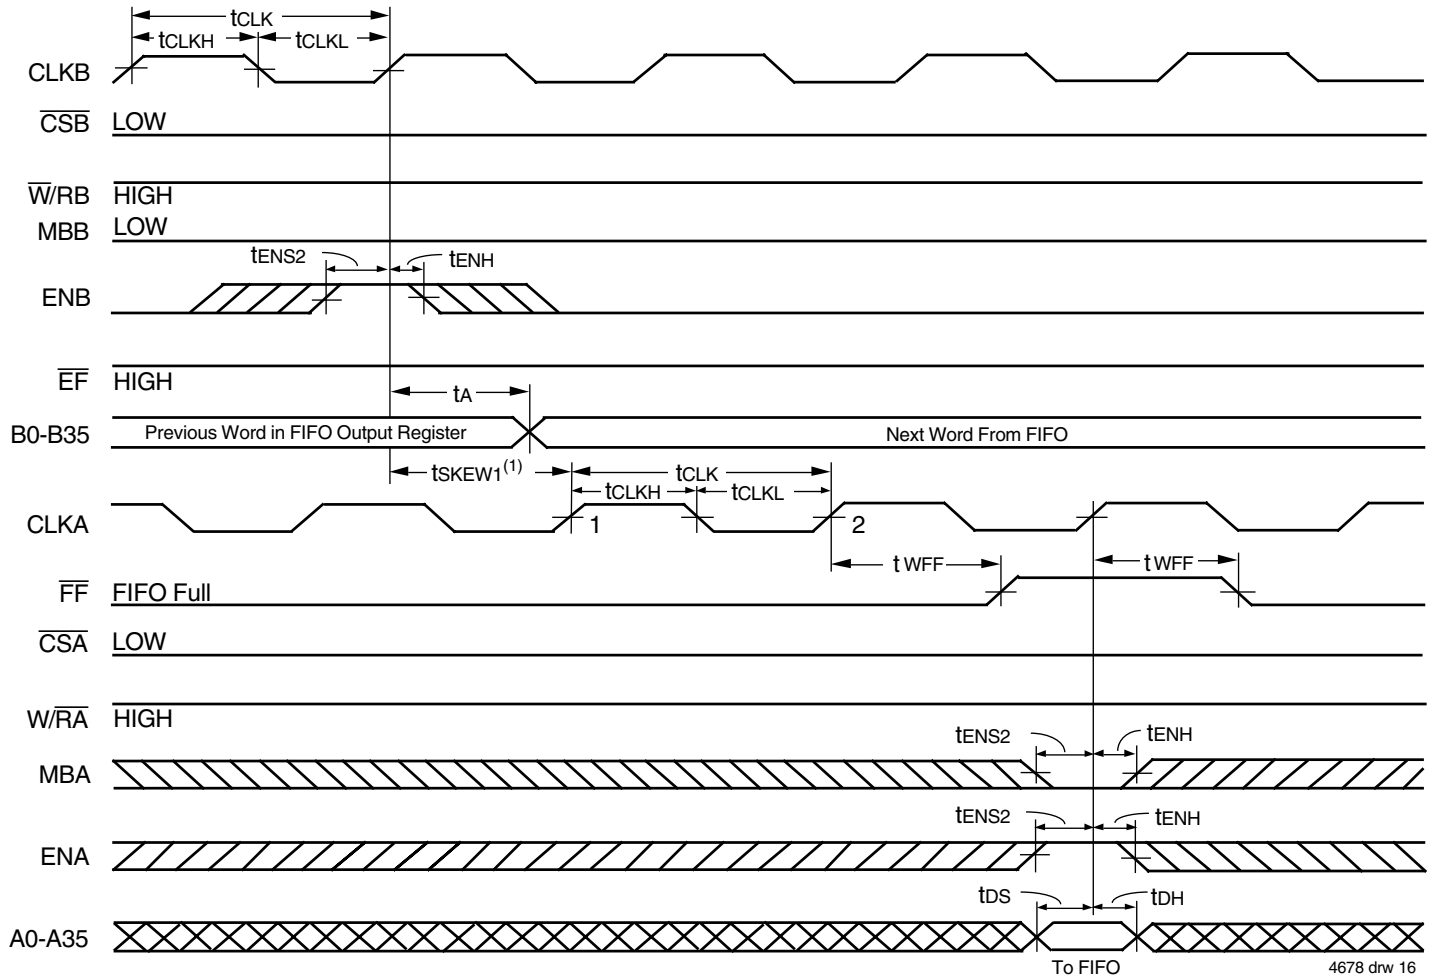 tCLK
tCLKH tCLKL
CLKB
CSB LOW
W/RB HIGH
MBB LOW
tENS2 tENH
ENB
EF HIGH
tA
B0-B35 Previous Word in FIFO Output Register Next Word From FIFO
tSKEW1(1) tCLK
tCLKH tCLKL
CLKA 1 2
tWFF tWFF
FF FIFO Full
CSA LOW
W/RA HIGH
tENS2 tENH
MBA
tENS2 tENH
ENA
tDS tDH
A0-A35
To FIFO
4678 drw 16